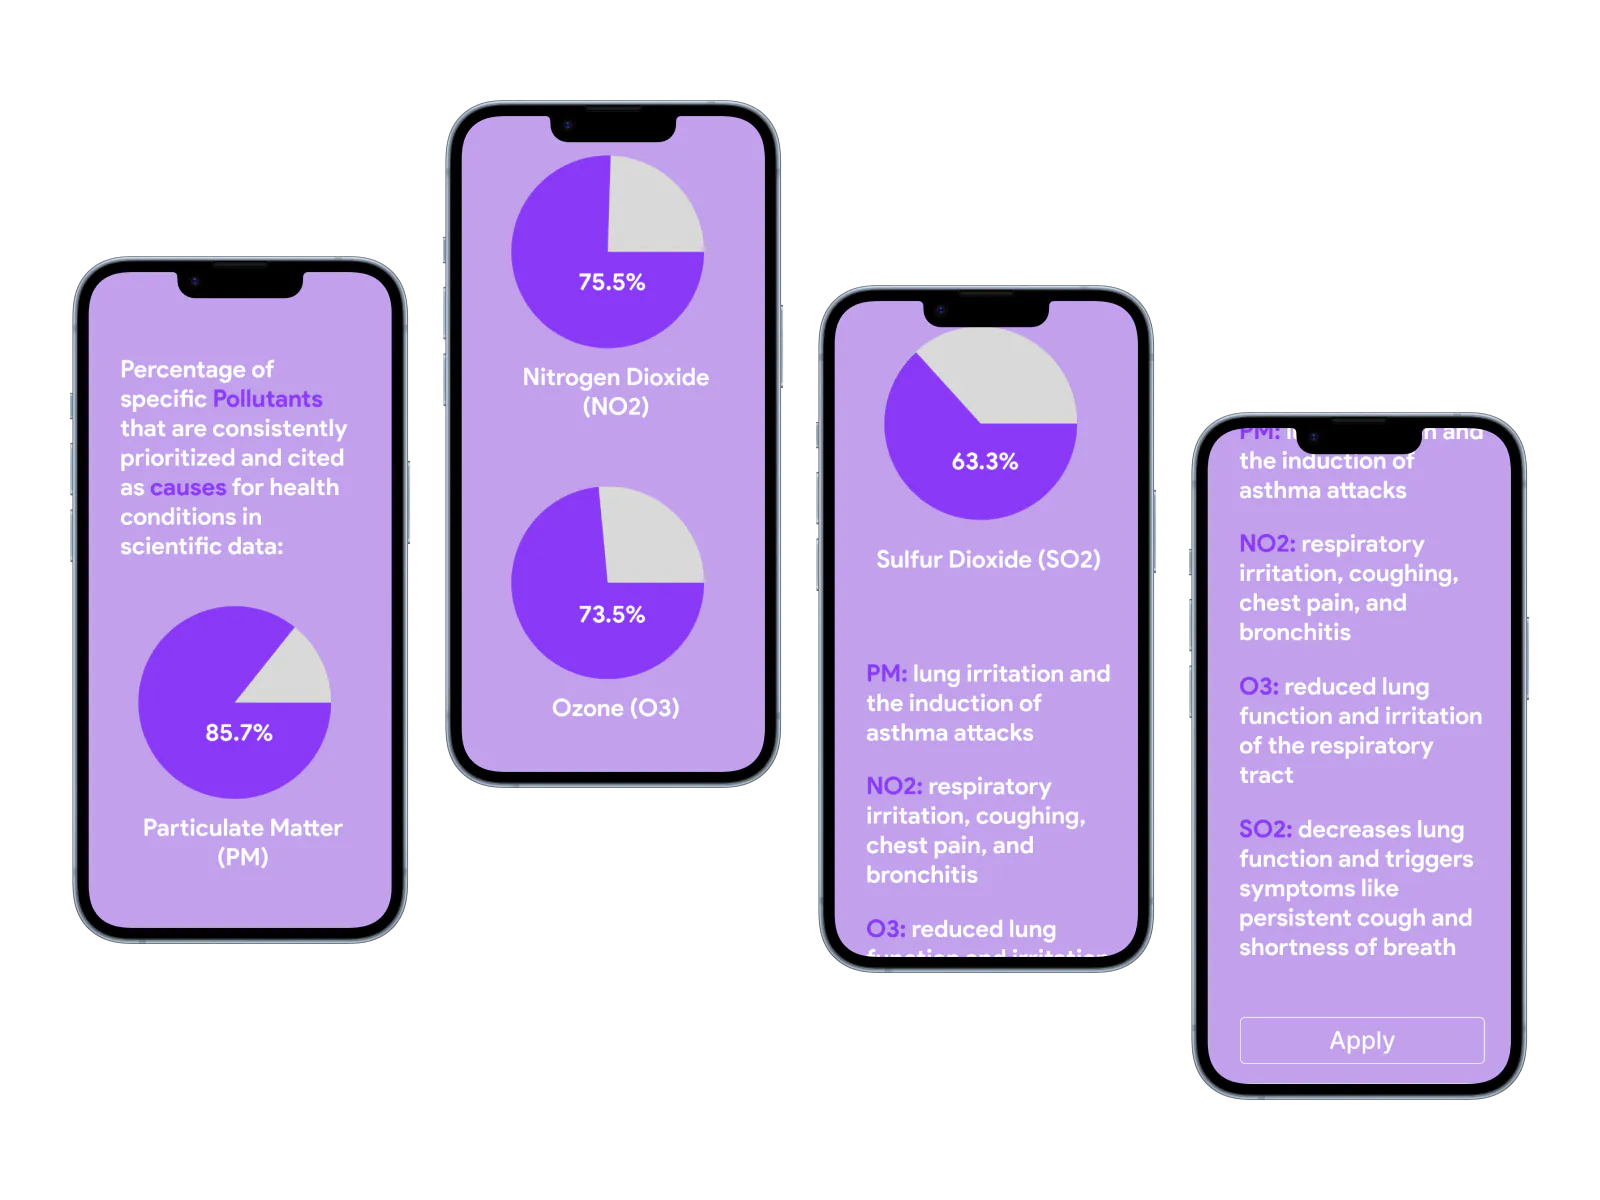 Percentage of
specific Pollutants
that are consistently
prioritized and cited
as causes for health
conditions in
scientific data:
85.7%
Particulate Matter
(PM)
75.5%
Nitrogen Dioxide
(NO2)
73.5%
Ozone (O3)
63.3%
Sulfur Dioxide (SO2)
PM: lung irritation and
the induction of
asthma attacks
NO2: respiratory
irritation, coughing,
chest pain, and
bronchitis
O3: reduced lung
function and irritation
PM: and
the induction of
asthma attacks
NO2: respiratory
irritation, coughing,
chest pain, and
bronchitis
O3: reduced lung
function and irritation
of the respiratory
tract
SO2: decreases lung
function and triggers
symptoms like
persistent cough and
shortness of breath
Apply